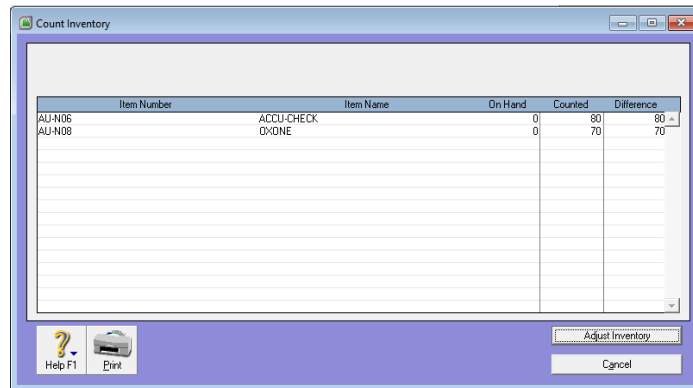 Count Inventory
Item Number Item Name On Hand Counted Difference
AU-N06 ACCU-CHECK 0 80 80
AU-N08 OXONE 0 70 70
Help F1 Print
Adjust Inventory
Cancel